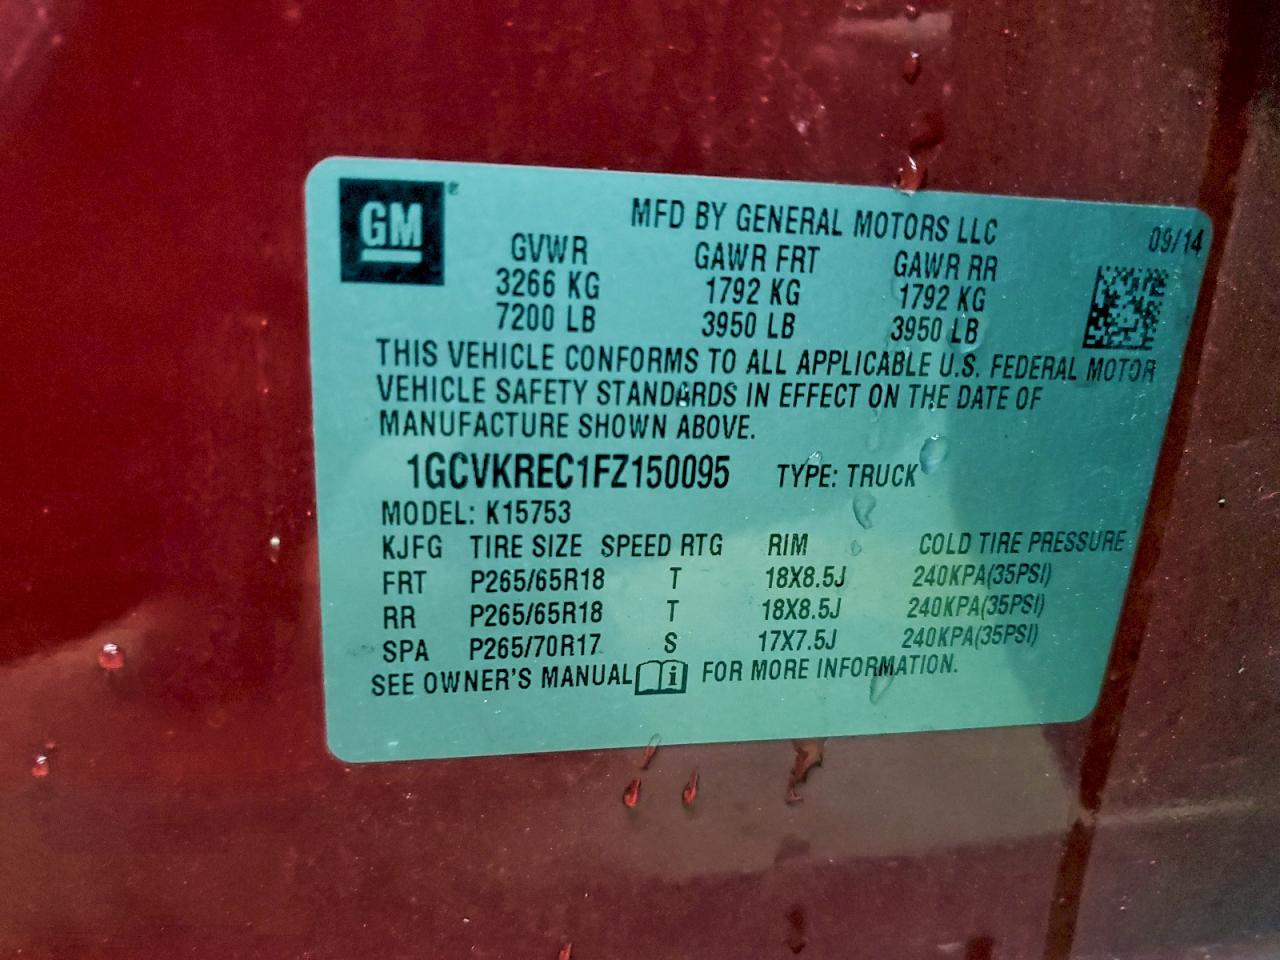 GM®
MFD BY GENERAL MOTORS LLC 09/14
GVWR GAWR FRT GAWR RR
3266 KG 1792 KG 1792 KG
7200 LB 3950 LB 3950 LB
THIS VEHICLE CONFORMS TO ALL APPLICABLE U.S. FEDERAL MOTOR
VEHICLE SAFETY STANDARDS IN EFFECT ON THE DATE OF
MANUFACTURE SHOWN ABOVE.
1GCVKREC1FZ150095 TYPE: TRUCK
MODEL: K15753
KJFG TIRE SIZE SPEED RTG RIM COLD TIRE PRESSURE
FRT P265/65R18 T 18X8.5J 240KPA(35PSI)
RR P265/65R18 T 18X8.5J 240KPA(35PSI)
SPA P265/70R17 S 17X7.5J 240KPA(35PSI)
SEE OWNER'S MANUAL i FOR MORE INFORMATION.